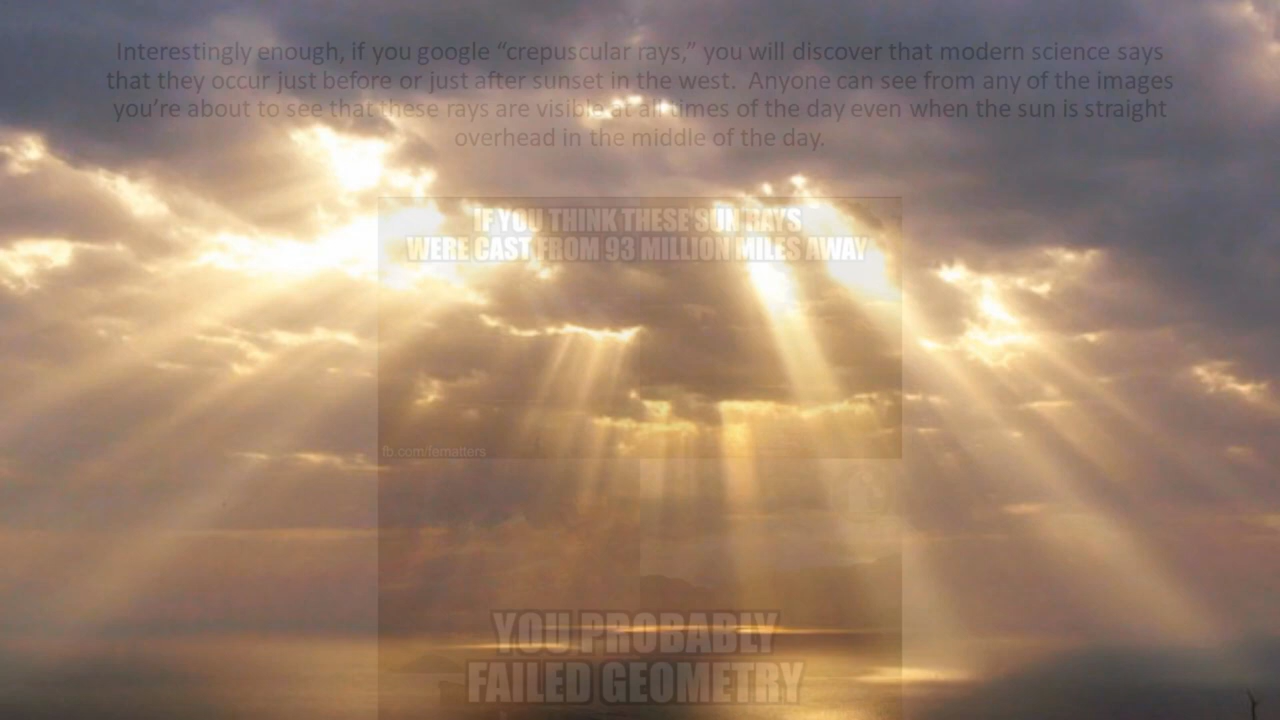 Interestingly enough, if you google “crepuscular rays,” you will discover that modern science says
that they occur just before or just after sunset in the west.  Anyone can see from any of the images
you’re about to see that these rays are visible at all times of the day even when the sun is straight
overhead in the middle of the day.
IF YOU THINK THESE SUN RAYS
WERE CAST FROM 93 MILLION MILES AWAY
fb.com/fematters
YOU PROBABLY
FAILED GEOMETRY